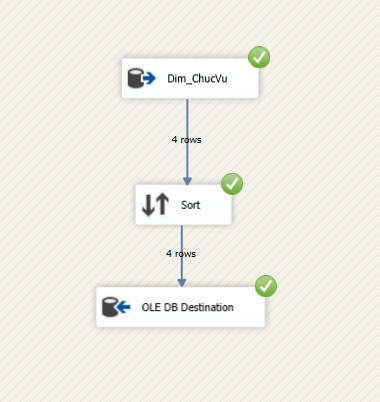 Dim_ChucVu
4 rows
Sort
4 rows
OLE DB Destination